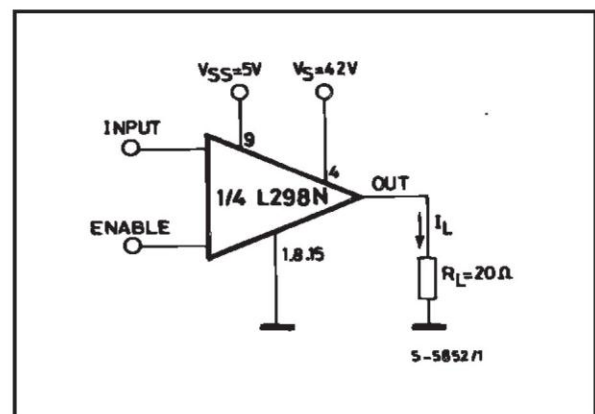 VSS=5V VS=42V
INPUT
9
4
1/4 L298N
OUT
ENABLE
IL
1.8.15
RL=20Ω
S-5852/1